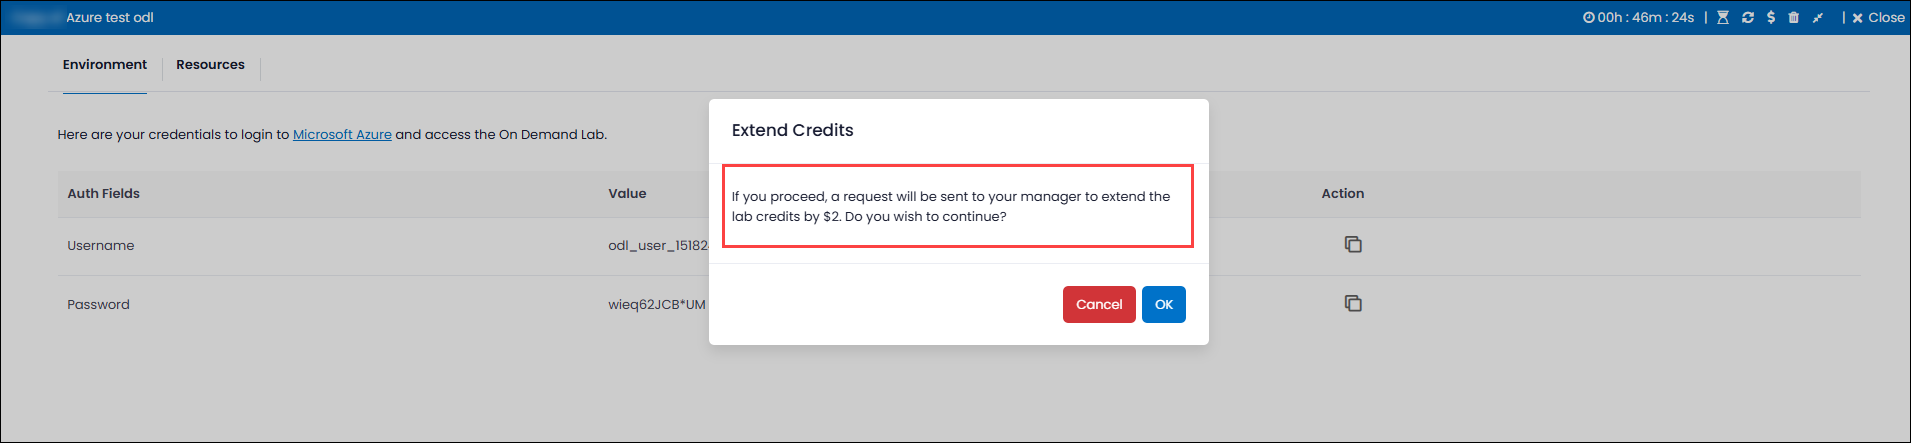 Azure test odl
00h : 46m : 24s | $ | Close
Environment
Resources
Here are your credentials to login to Microsoft Azure and access the On Demand Lab.
Extend Credits
If you proceed, a request will be sent to your manager to extend the
lab credits by $2. Do you wish to continue?
Cancel
OK
Auth Fields
Value
Action
Username
odl_user_15182
Password
wieq62JCB*UM